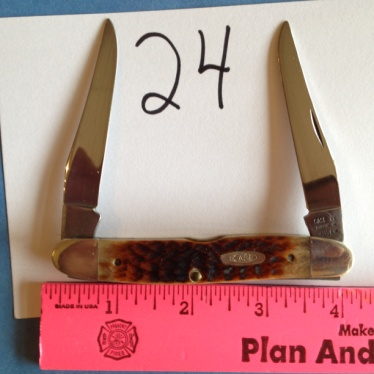 24
CASE
MADE IN USA 1 2 3 4
Make
Plan And